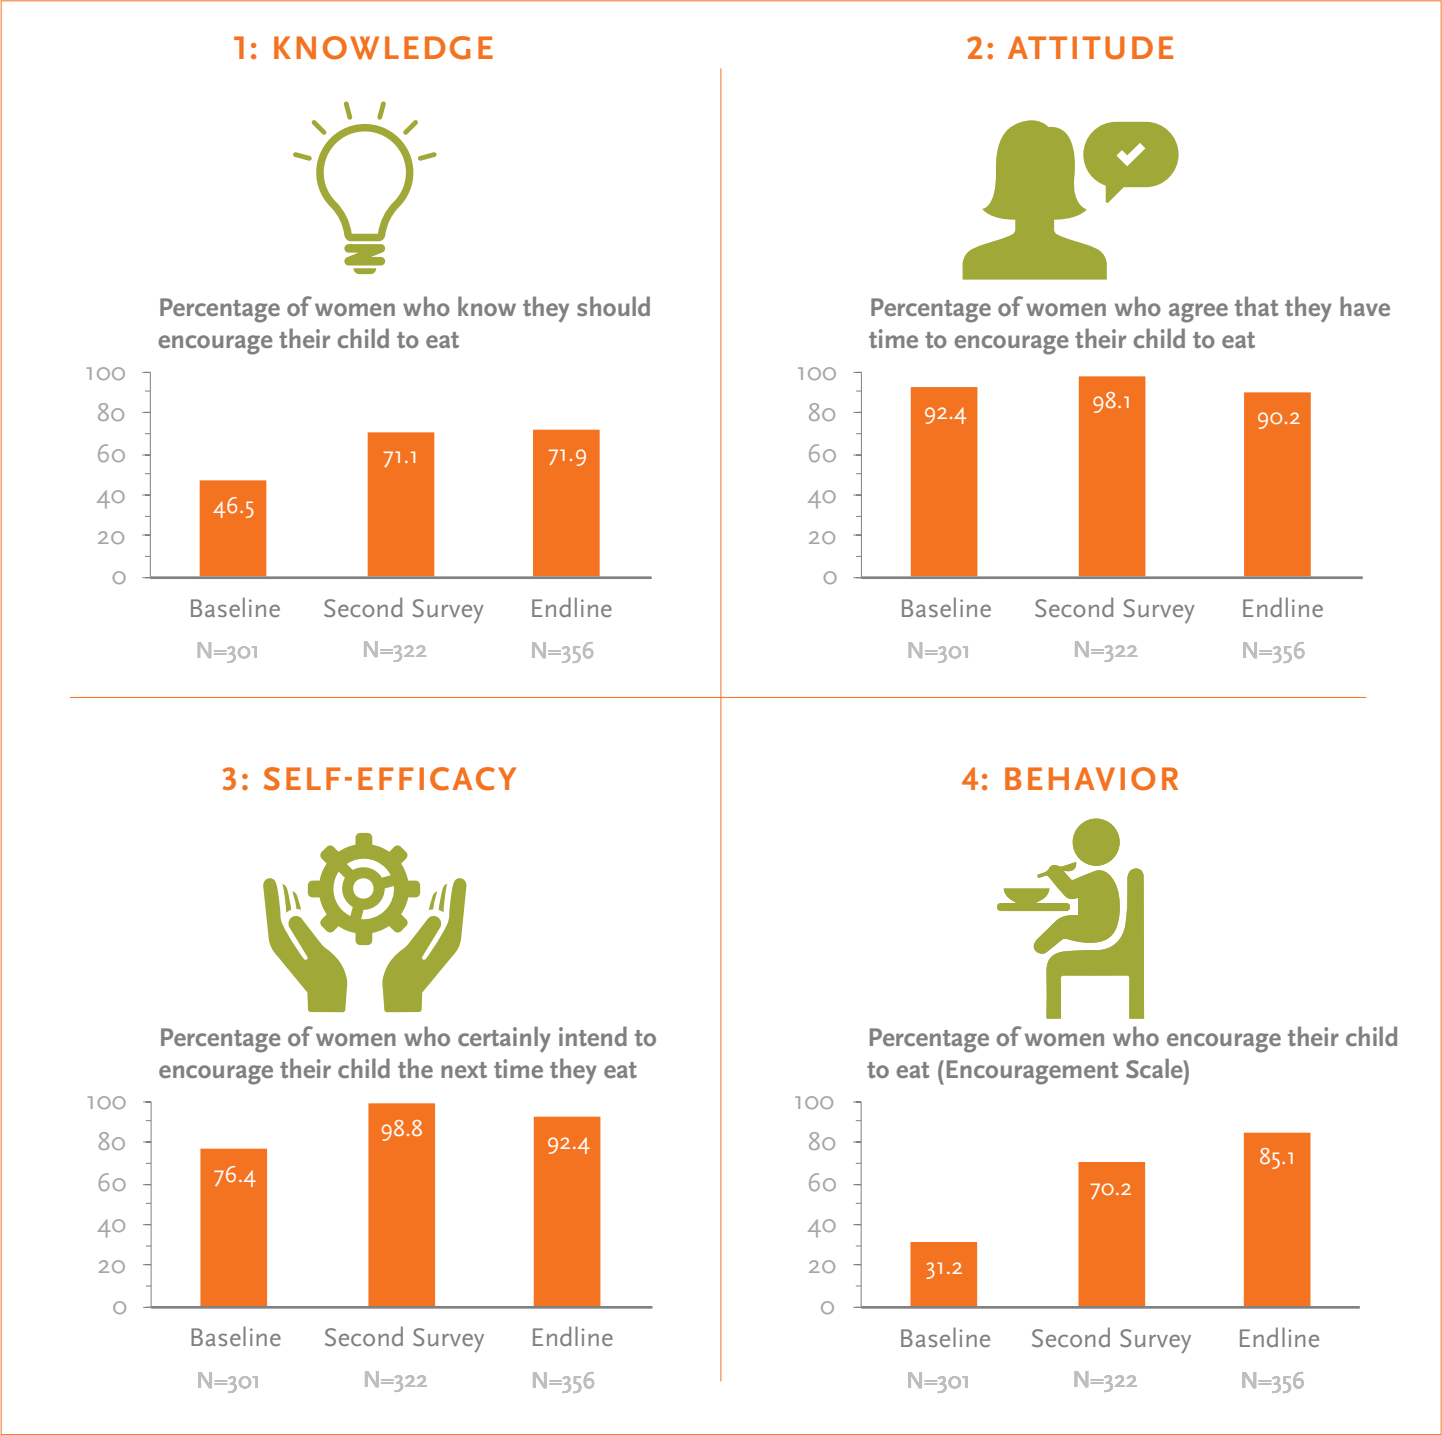 1: KNOWLEDGE
Percentage of women who know they should
encourage their child to eat
100
80
60
40
20
0
46.5
71.1
71.9
Baseline
Second Survey
Endline
N=301
N=322
N=356
2: ATTITUDE
Percentage of women who agree that they have
time to encourage their child to eat
100
80
60
40
20
0
92.4
98.1
90.2
Baseline
Second Survey
Endline
N=301
N=322
N=356
3: SELF-EFFICACY
Percentage of women who certainly intend to
encourage their child the next time they eat
100
80
60
40
20
0
76.4
98.8
92.4
Baseline
Second Survey
Endline
N=301
N=322
N=356
4: BEHAVIOR
Percentage of women who encourage their child
to eat (Encouragement Scale)
100
80
60
40
20
0
31.2
70.2
85.1
Baseline
Second Survey
Endline
N=301
N=322
N=356